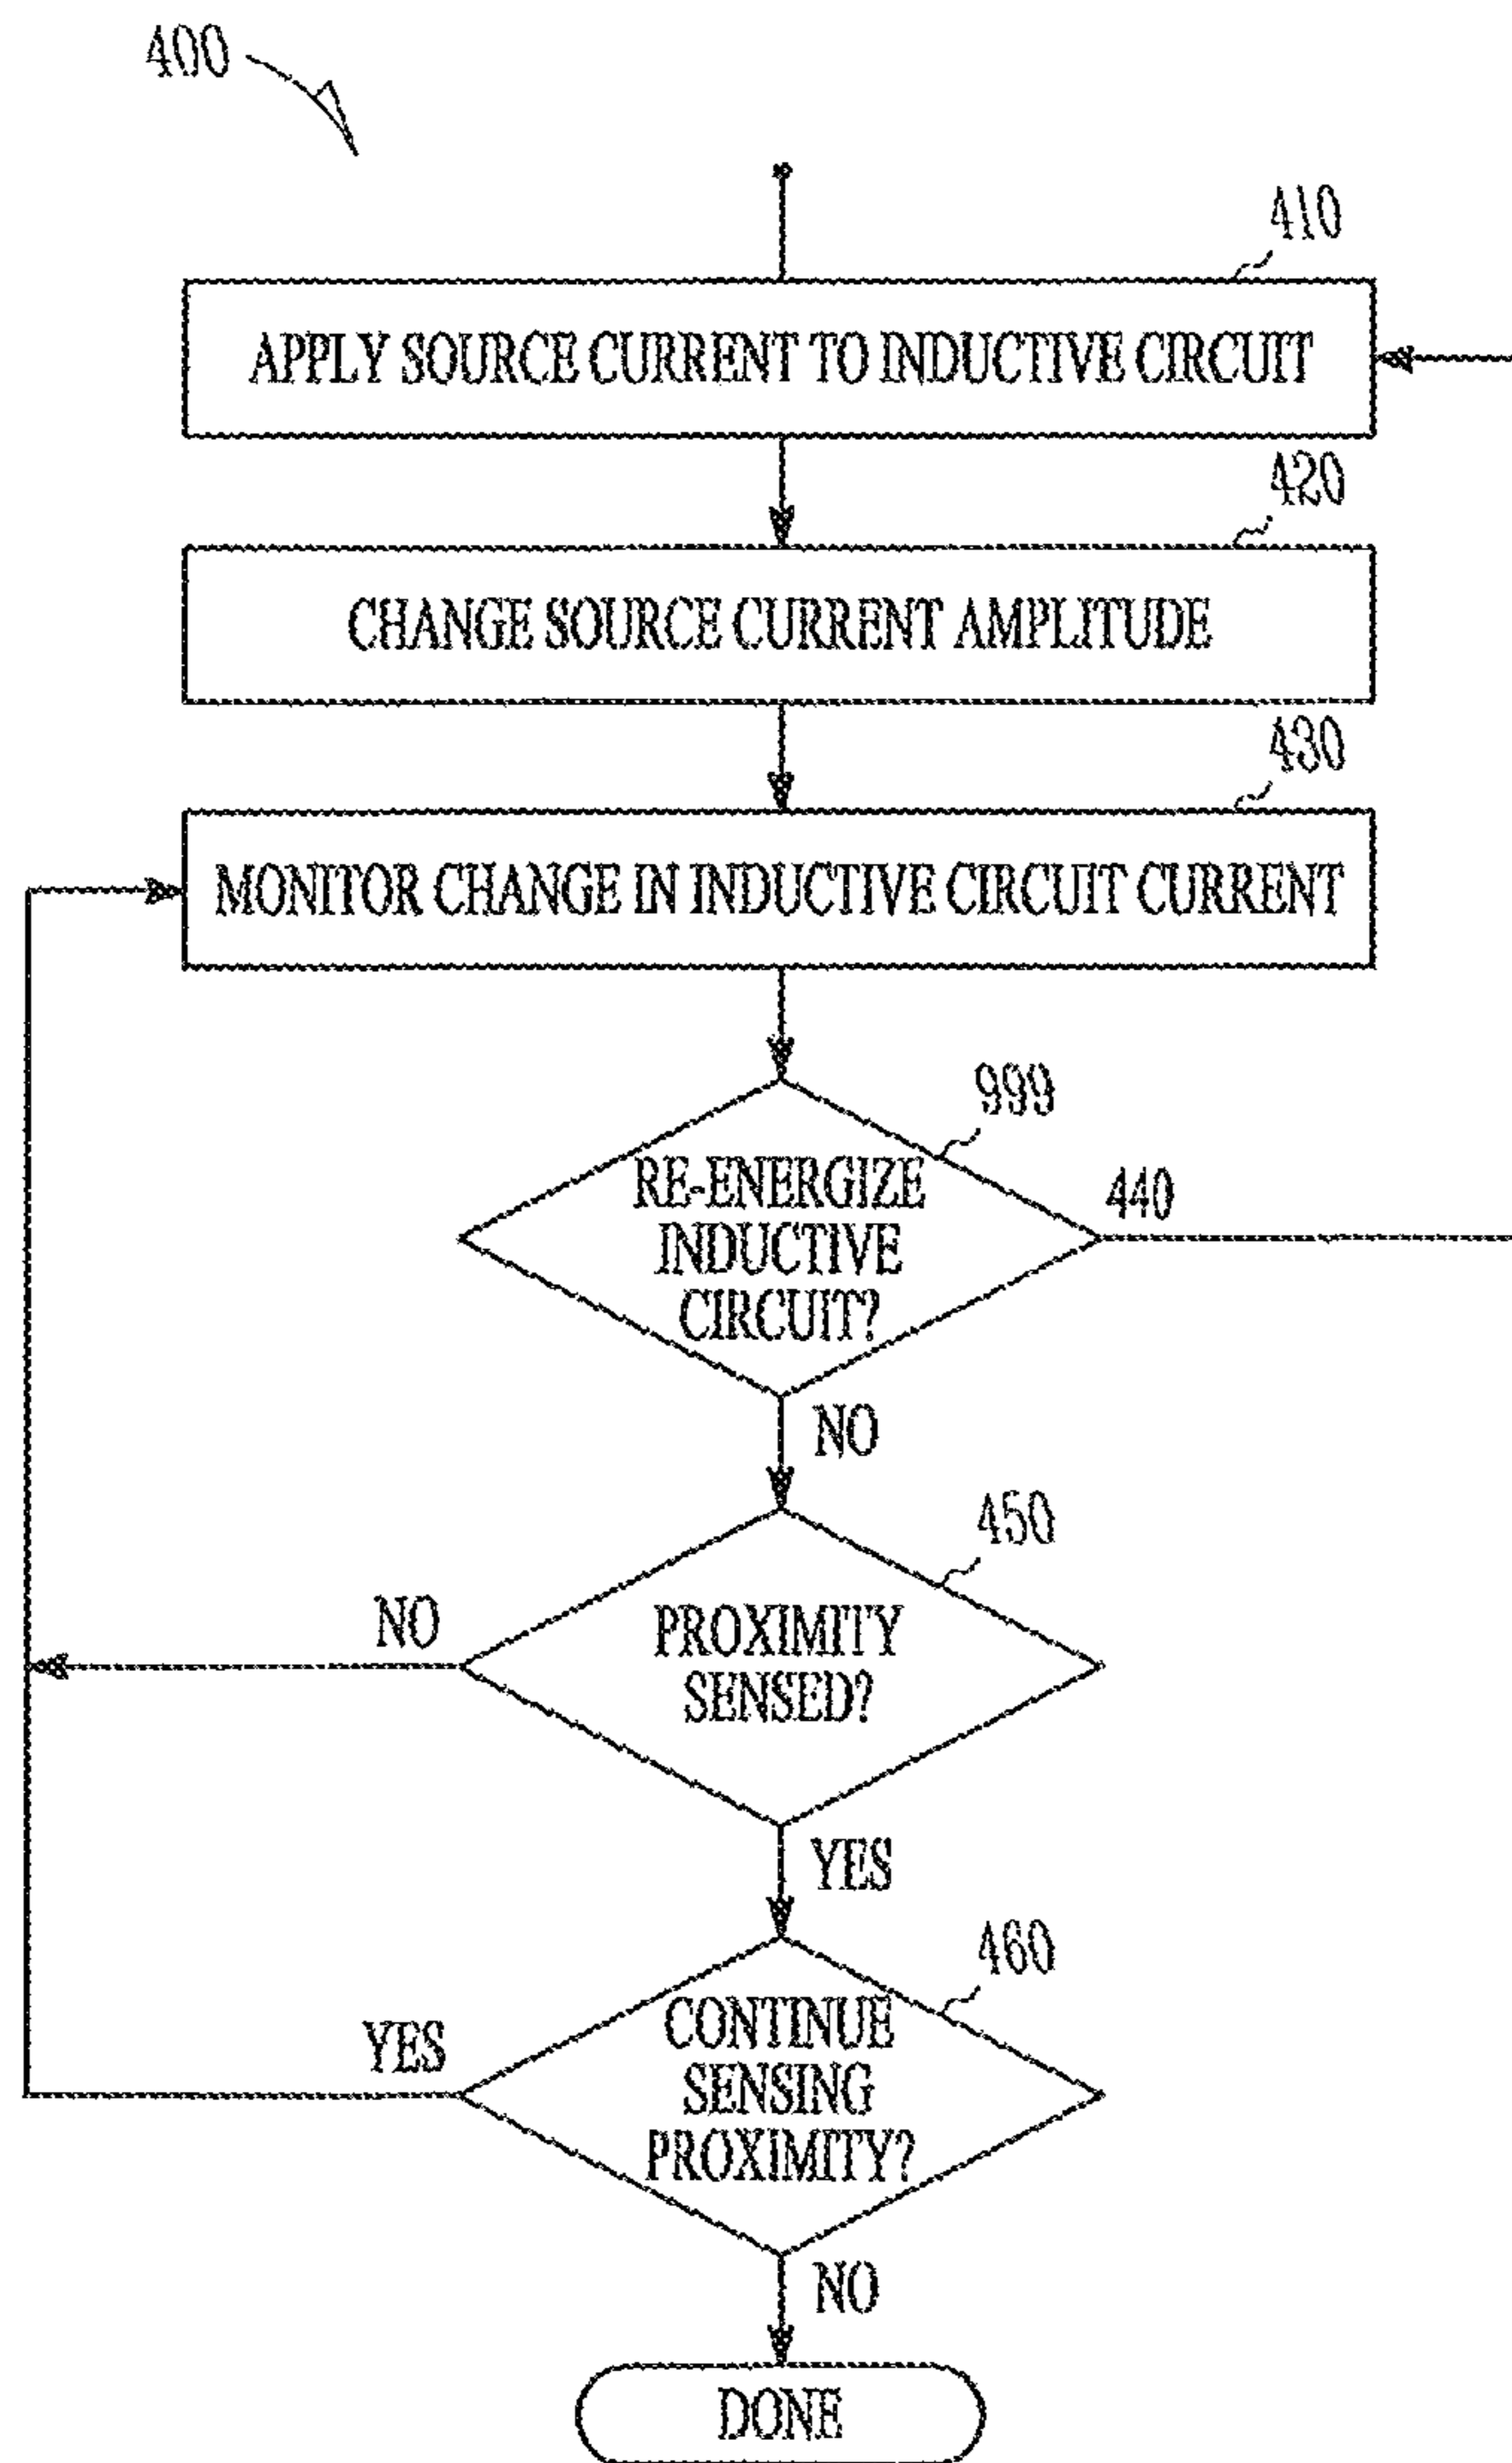 400
410
APPLY SOURCE CURRENT TO INDUCTIVE CIRCUIT
420
CHANGE SOURCE CURRENT AMPLITUDE
430
MONITOR CHANGE IN INDUCTIVE CIRCUIT CURRENT
999
RE-ENERGIZE
INDUCTIVE
CIRCUIT?
440
NO
450
PROXIMITY
SENSED?
NO
YES
460
CONTINUE
SENSING
PROXIMITY?
YES
NO
DONE